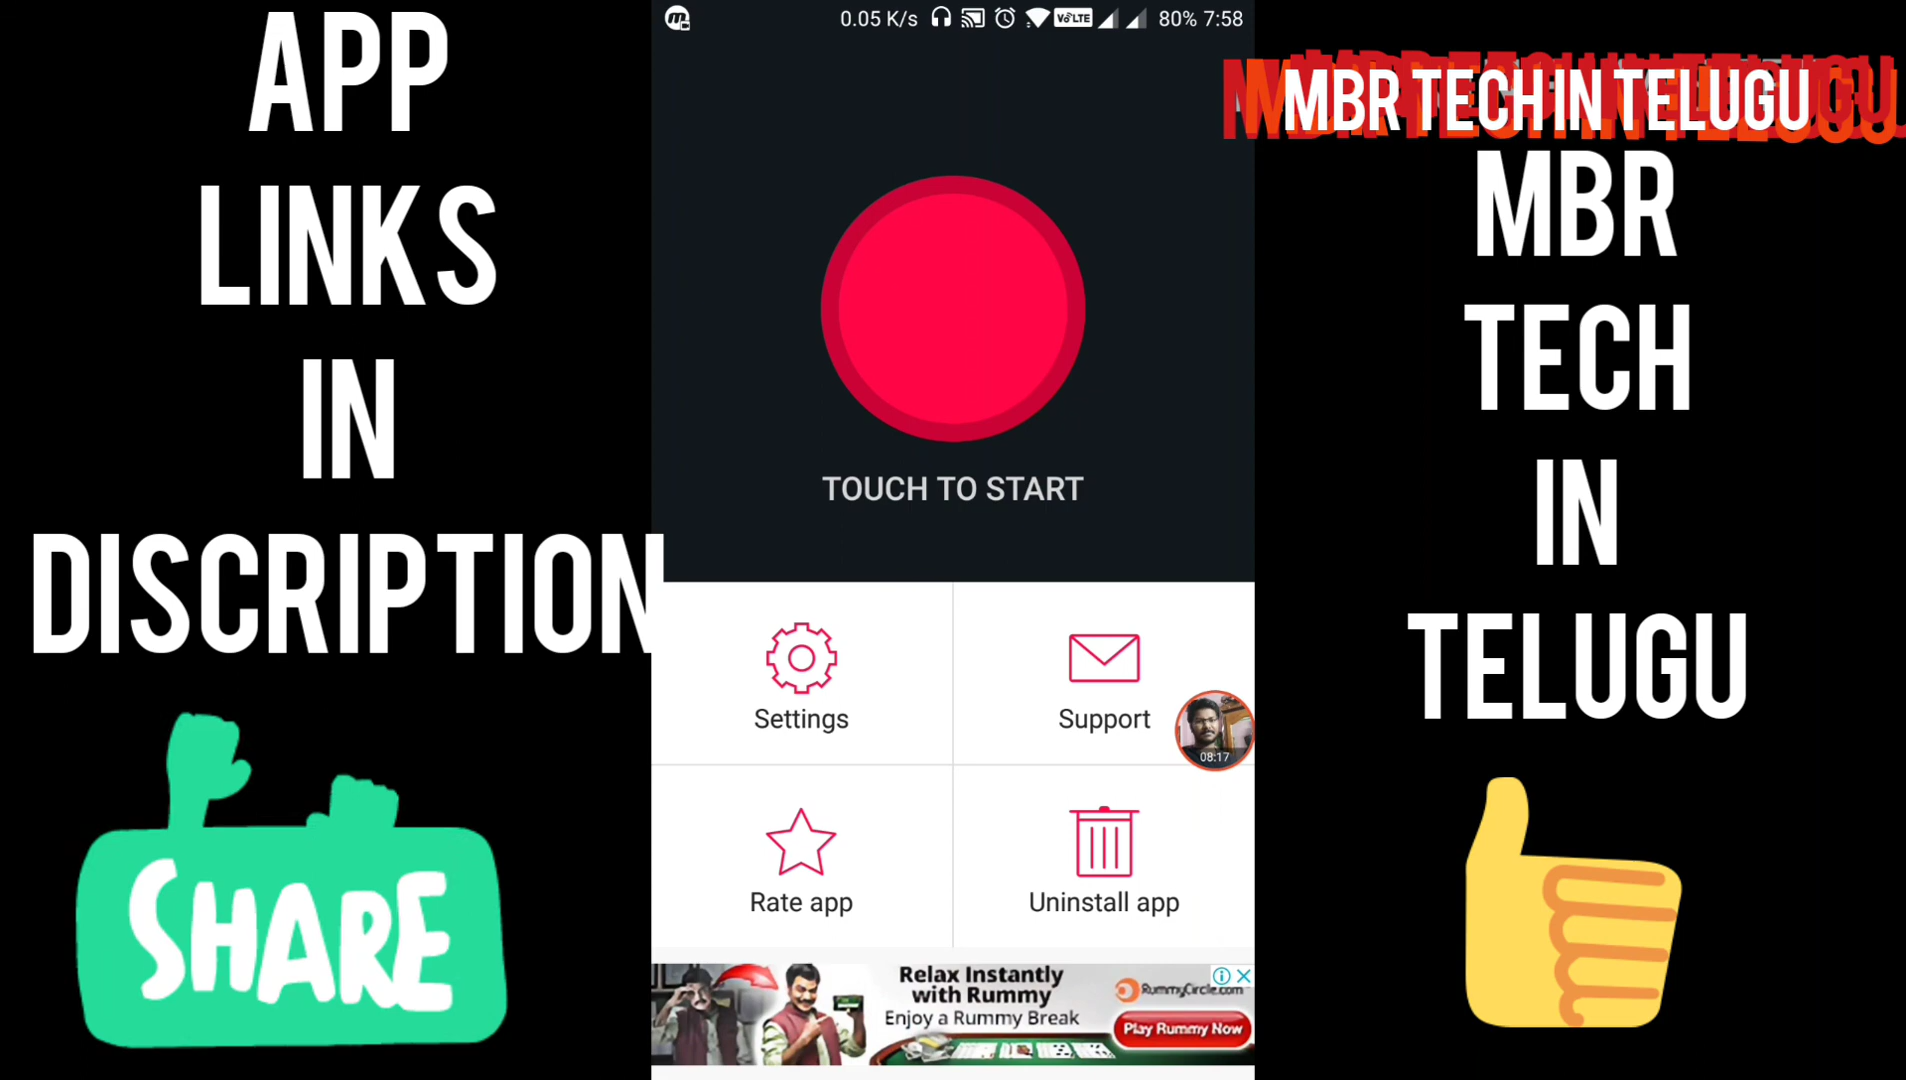 APP
LINKS
IN
DISCRIPTION
SHARE
0.05 K/s VoLTE 80% 7:58
TOUCH TO START
Settings
Support
08:17
Rate app
Uninstall app
Relax Instantly
with Rummy
Enjoy a Rummy Break
RummyCircle.com
Play Rummy Now
MBR TECH IN TELUGU
MBR
TECH
IN
TELUGU